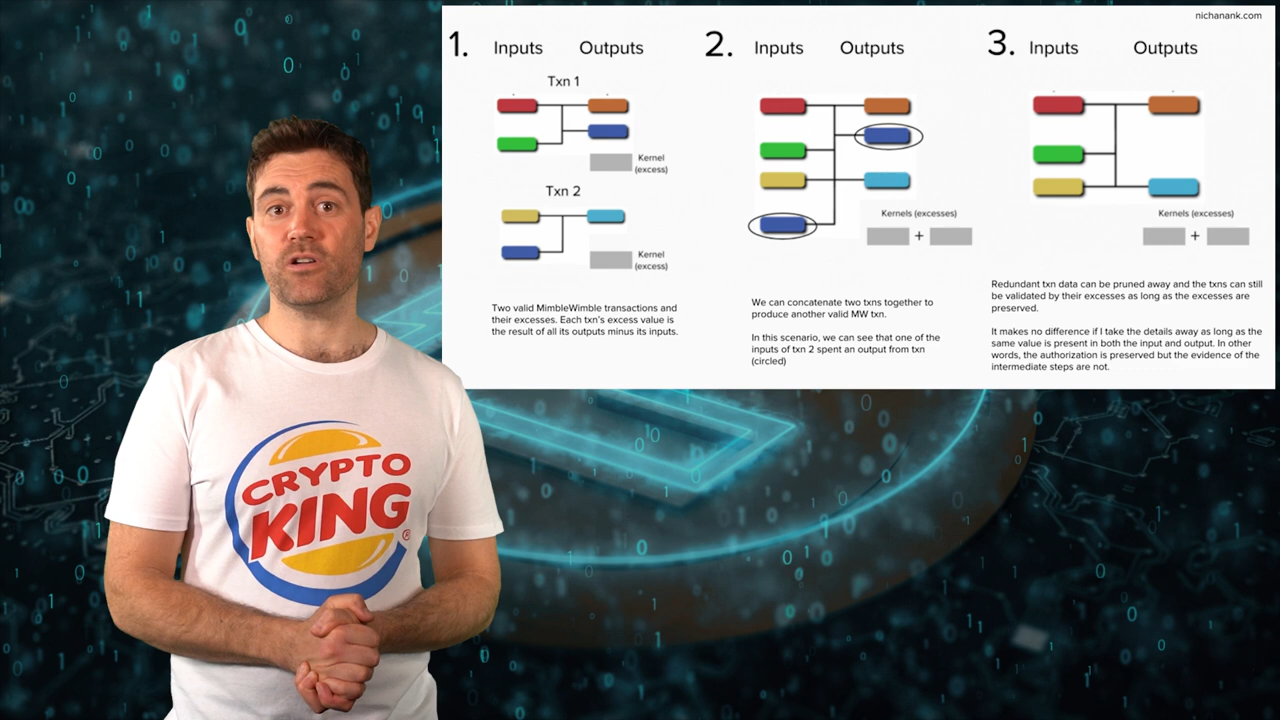 nichanank.com
1. Inputs Outputs
Txn 1
Kernel
(excess)
Txn 2
Kernel
(excess)
Two valid MimbleWimble transactions and
their excesses. Each txn's excess value is
the result of all its outputs minus its inputs.
2. Inputs Outputs
Kernels (excesses)
+
We can concatenate two txns together to
produce another valid MW txn.
In this scenario, we can see that one of the
inputs of txn 2 spent an output from txn
(circled)
3. Inputs Outputs
Kernels (excesses)
+
Redundant txn data can be pruned away and the txns can still
be validated by their excesses as long as the excesses are
preserved.
It makes no difference if I take the details away as long as the
same value is present in both the input and output. In other
words, the authorization is preserved but the evidence of the
intermediate steps are not.
CRYPTO
KING
®